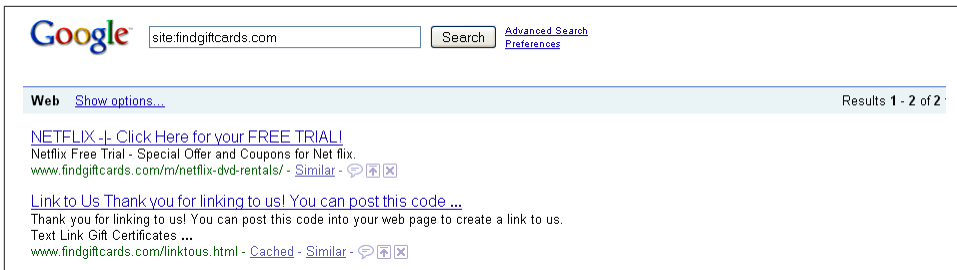 Google™ site:findgiftcards.com Search Advanced Search
Preferences
Web Show options... Results 1 - 2 of 2
NETFLIX -|- Click Here for your FREE TRIAL!
Netflix Free Trial - Special Offer and Coupons for Net flix.
www.findgiftcards.com/m/netflix-dvd-rentals/ - Similar -
Link to Us Thank you for linking to us! You can post this code ...
Thank you for linking to us! You can post this code into your web page to create a link to us.
Text Link Gift Certificates ...
www.findgiftcards.com/linktous.html - Cached - Similar -